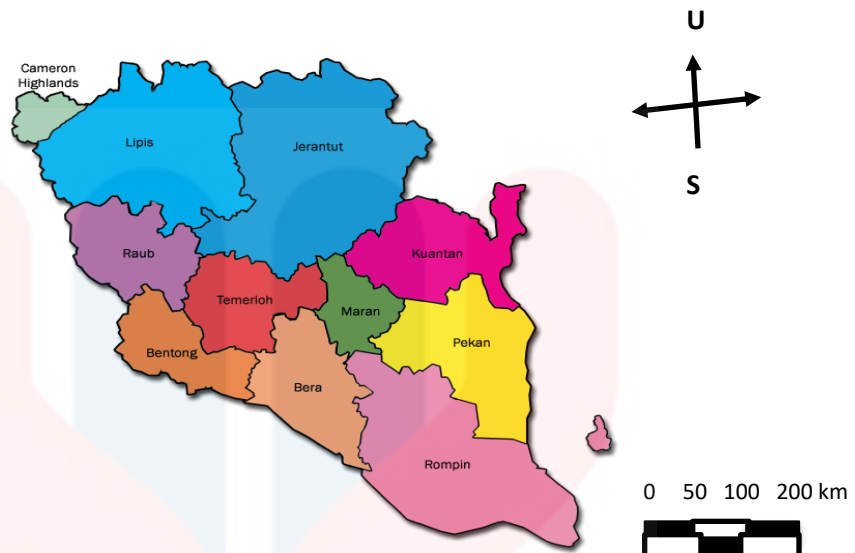 U
Cameron
Highlands
Lipis
Jerantut
S
Raub
Kuantan
Temerloh
Maran
Pekan
Bentong
Bera
Rompin
0 50 100 200 km